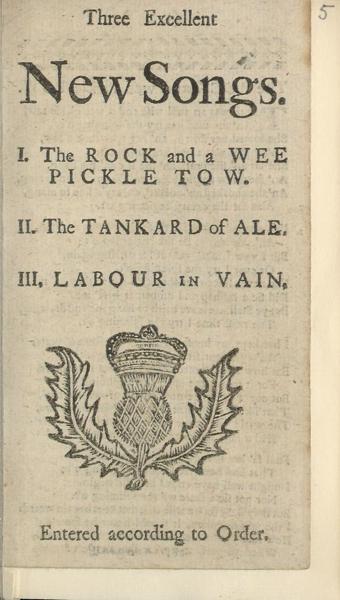 5
Three Excellent
New Songs.
I. The ROCK and a WEE
PICKLE TOW.
II. The TANKARD of ALE.
III. LABOUR IN VAIN.
Entered according to Order.